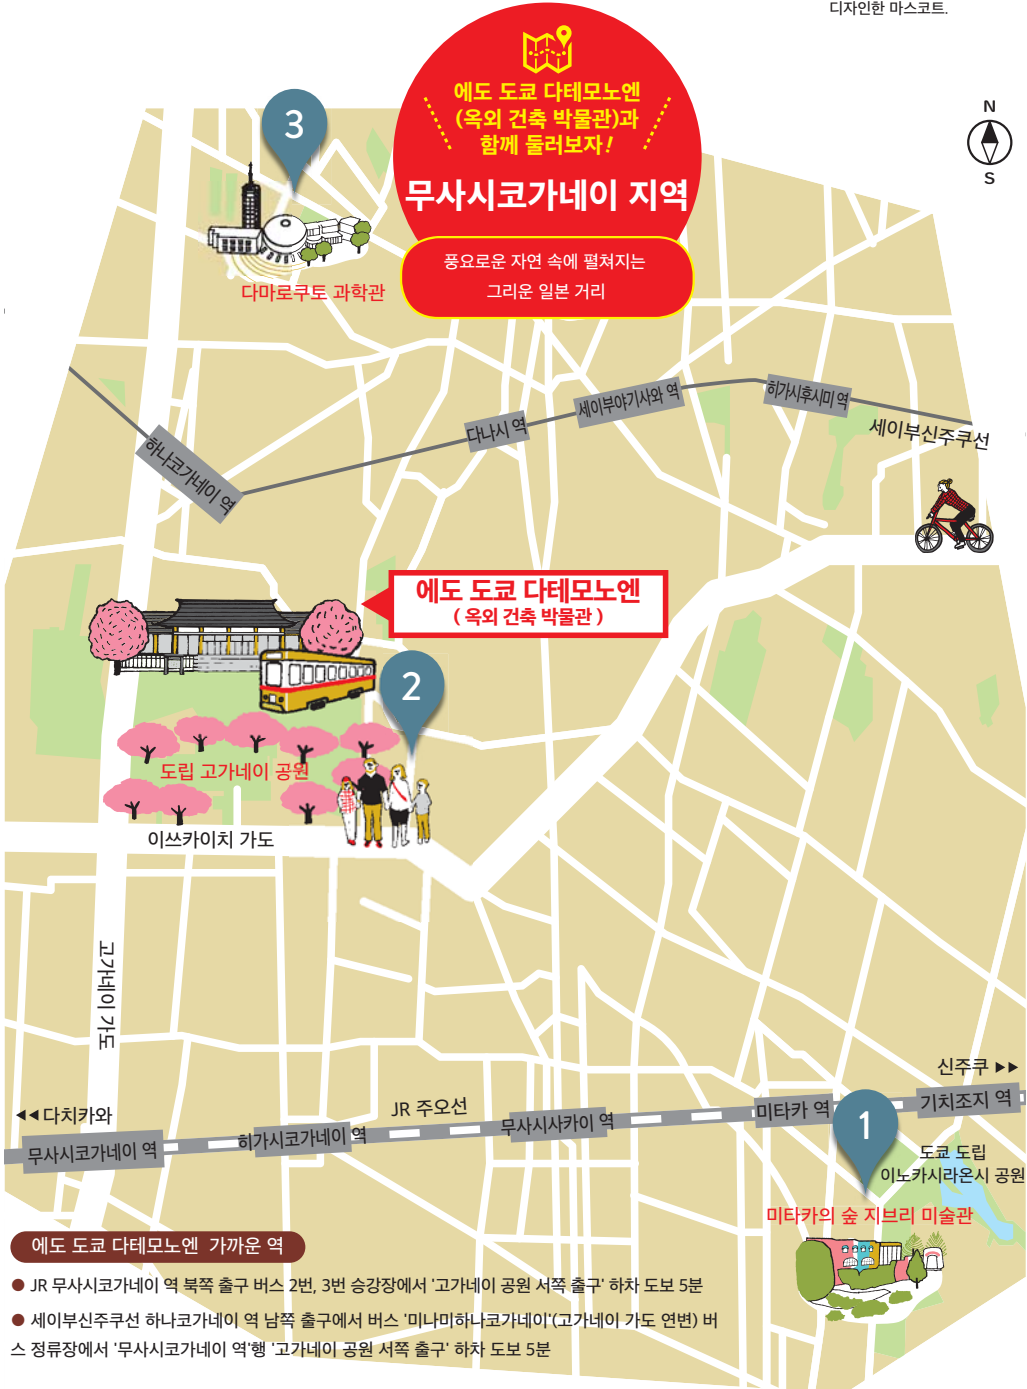 디자인한 마스코트.
에도 도쿄 다테모노엔
(옥외 건축 박물관)과
함께 둘러보자!
무사시코가네이 지역
풍요로운 자연 속에 펼쳐지는
그리운 일본 거리
N
S
3
다마로쿠토 과학관
하나코가네이 역
다나시 역
세이부야기사와 역
히가시후시미 역
세이부신주쿠선
에도 도쿄 다테모노엔
( 옥외 건축 박물관 )
2
도립 고가네이 공원
이쓰카이치 가도
고가네이 가도
신주쿠 ▶▶
◀◀ 다치카와
JR 주오선
무사시코가네이 역
히가시코가네이 역
무사시사카이 역
미타카 역
기치조지 역
1
도쿄 도립
이노카시라온시 공원
미타카의 숲 지브리 미술관
에도 도쿄 다테모노엔 가까운 역
● JR 무사시코가네이 역 북쪽 출구 버스 2번, 3번 승강장에서 '고가네이 공원 서쪽 출구' 하차 도보 5분
● 세이부신주쿠선 하나코가네이 역 남쪽 출구에서 버스 '미나미하나코가네이'(고가네이 가도 연변) 버
스 정류장에서 '무사시코가네이 역'행 '고가네이 공원 서쪽 출구' 하차 도보 5분